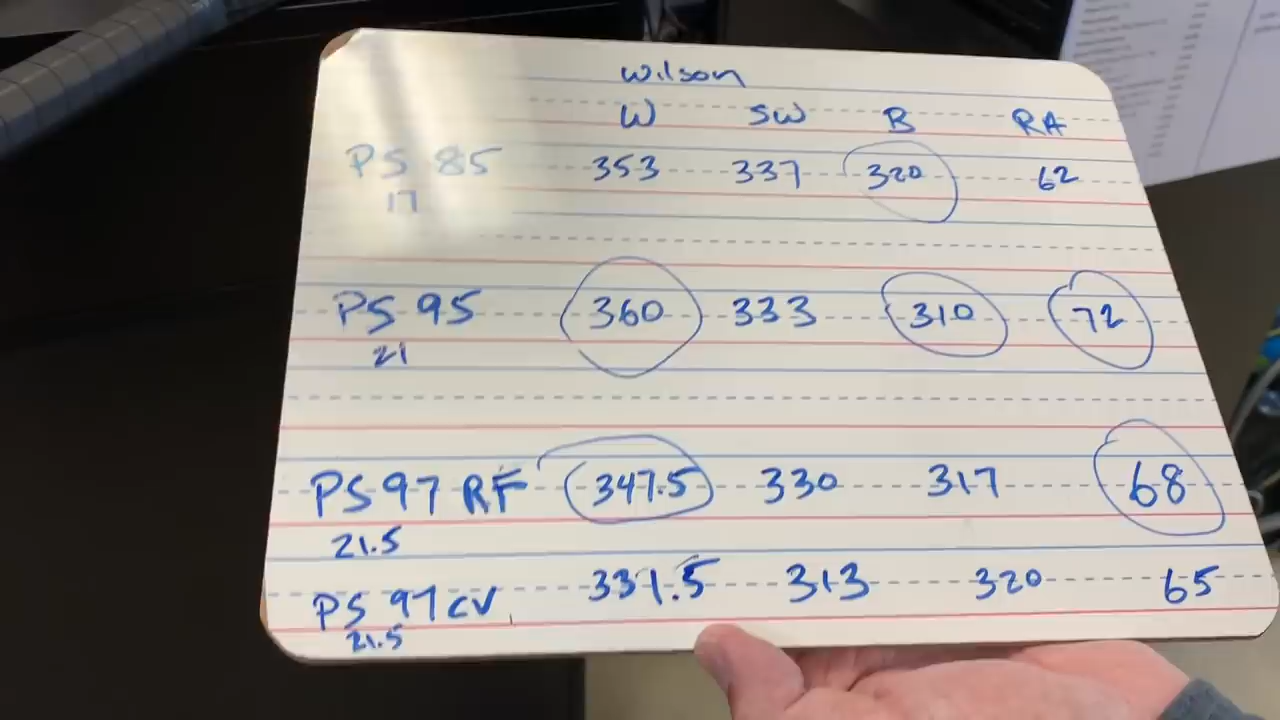 Wilson
W SW B RA
PS 85 353 337 320 62
17
PS 95 360 333 310 72
21
PS 97 RF 347.5 330 317 68
21.5
PS 97 CV 331.5 313 320 65
21.5